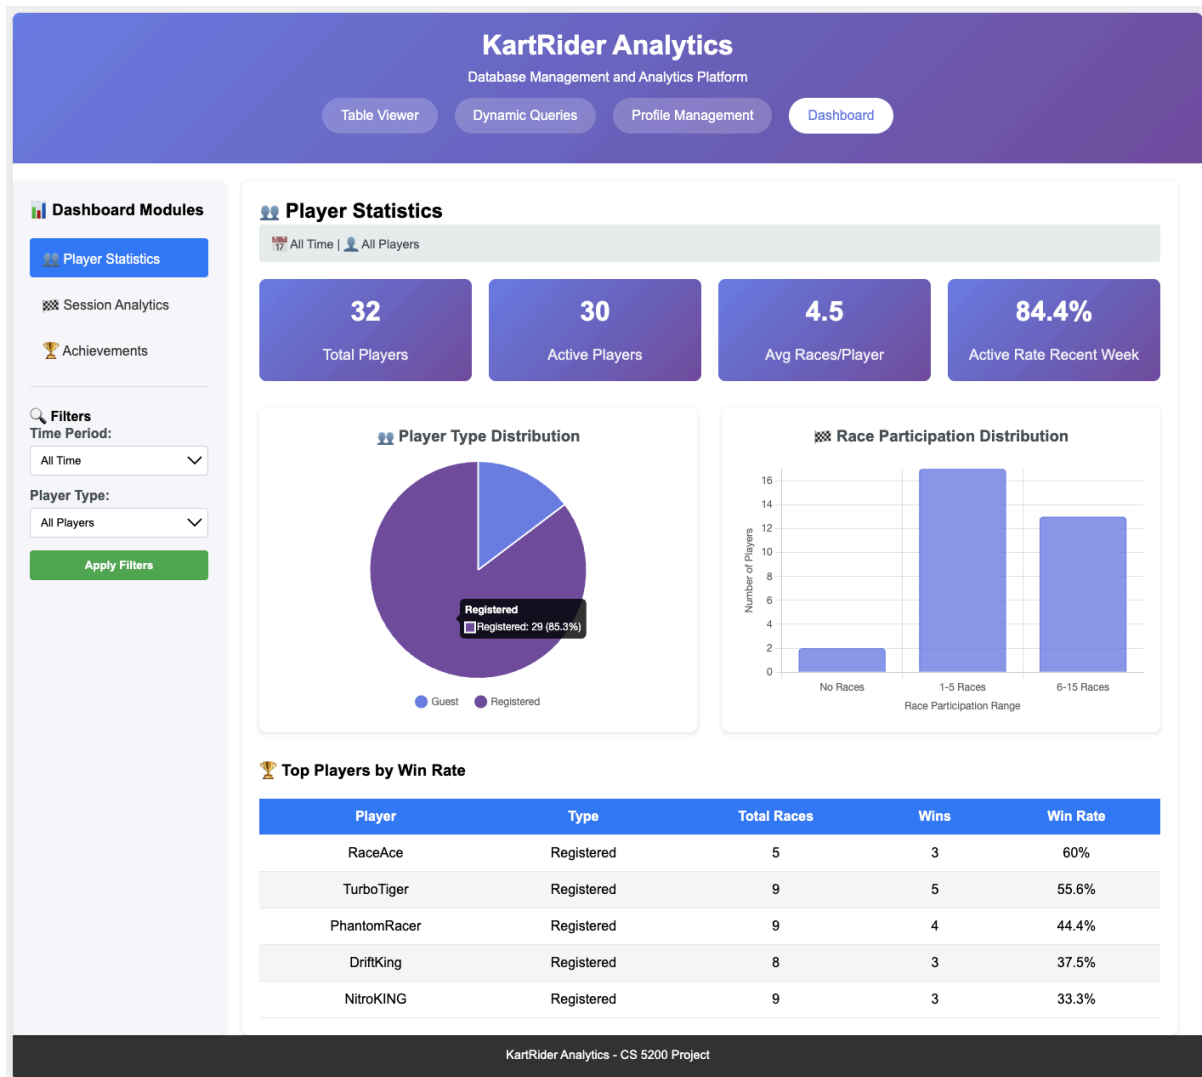 KartRider Analytics
Database Management and Analytics Platform
Table Viewer Dynamic Queries Profile Management Dashboard
📊 Dashboard Modules
👥 Player Statistics
🏁 Session Analytics
🏆 Achievements
🔍 Filters
Time Period:
All Time
Player Type:
All Players
Apply Filters
👥 Player Statistics
📅 All Time | 👤 All Players
32
Total Players
30
Active Players
4.5
Avg Races/Player
84.4%
Active Rate Recent Week
👥 Player Type Distribution
Registered
Registered: 29 (85.3%)
Guest Registered
🏁 Race Participation Distribution
Number of Players
16
14
12
10
8
6
4
2
0
No Races 1-5 Races 6-15 Races
Race Participation Range
🏆 Top Players by Win Rate
Player Type Total Races Wins Win Rate
RaceAce Registered 5 3 60%
TurboTiger Registered 9 5 55.6%
PhantomRacer Registered 9 4 44.4%
DriftKing Registered 8 3 37.5%
NitroKING Registered 9 3 33.3%
KartRider Analytics - CS 5200 Project